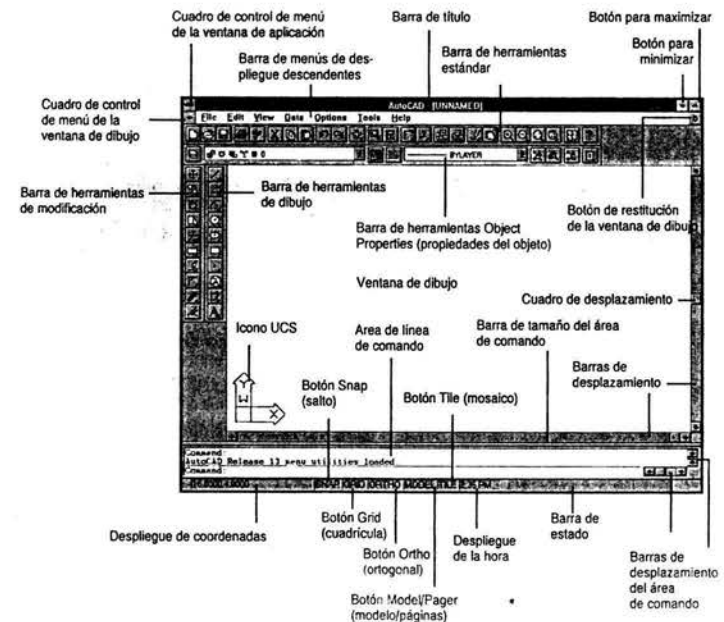 Cuadro de control de menú
de la ventana de aplicación
Barra de título
Botón para maximizar
Botón para
minimizar
Barra de menús de des-
pliegue descendentes
Barra de herramientas
estándar
Cuadro de control
de menú de la
ventana de dibujo
AutoCAD - [UNNAMED]
File Edit View Data Options Tools Help
BYLAYER
Barra de herramientas
de modificación
Barra de herramientas
de dibujo
Barra de herramientas Object
Properties (propiedades del objeto)
Botón de restitución
de la ventana de dibujo
Ventana de dibujo
Cuadro de desplazamiento
Icono UCS
Area de línea
de comando
Barra de tamaño del área
de comando
Barras de
desplazamiento
Botón Snap
(salto)
Botón Tile (mosaico)
Y
W
X
Command:
AutoCAD Release 13 menu utilities loaded
Command:
SNAP GRID ORTHO MODEL TILE
Despliegue de coordenadas
Botón Grid
(cuadrícula)
Botón Ortho
(ortogonal)
Botón Model/Pager
(modelo/páginas)
Despliegue
de la hora
Barra de
estado
Barras de
desplazamiento
del área
de comando